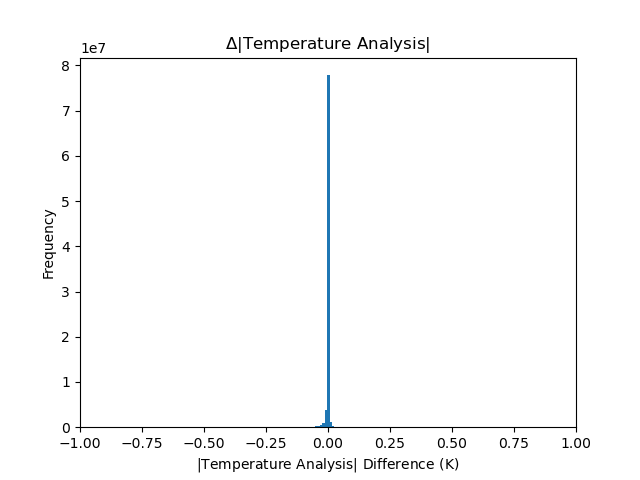 Δ|Temperature Analysis|
1e7
8
7
6
5
4
3
2
1
0
Frequency
−1.00 −0.75 −0.50 −0.25 0.00 0.25 0.50 0.75 1.00
|Temperature Analysis| Difference (K)